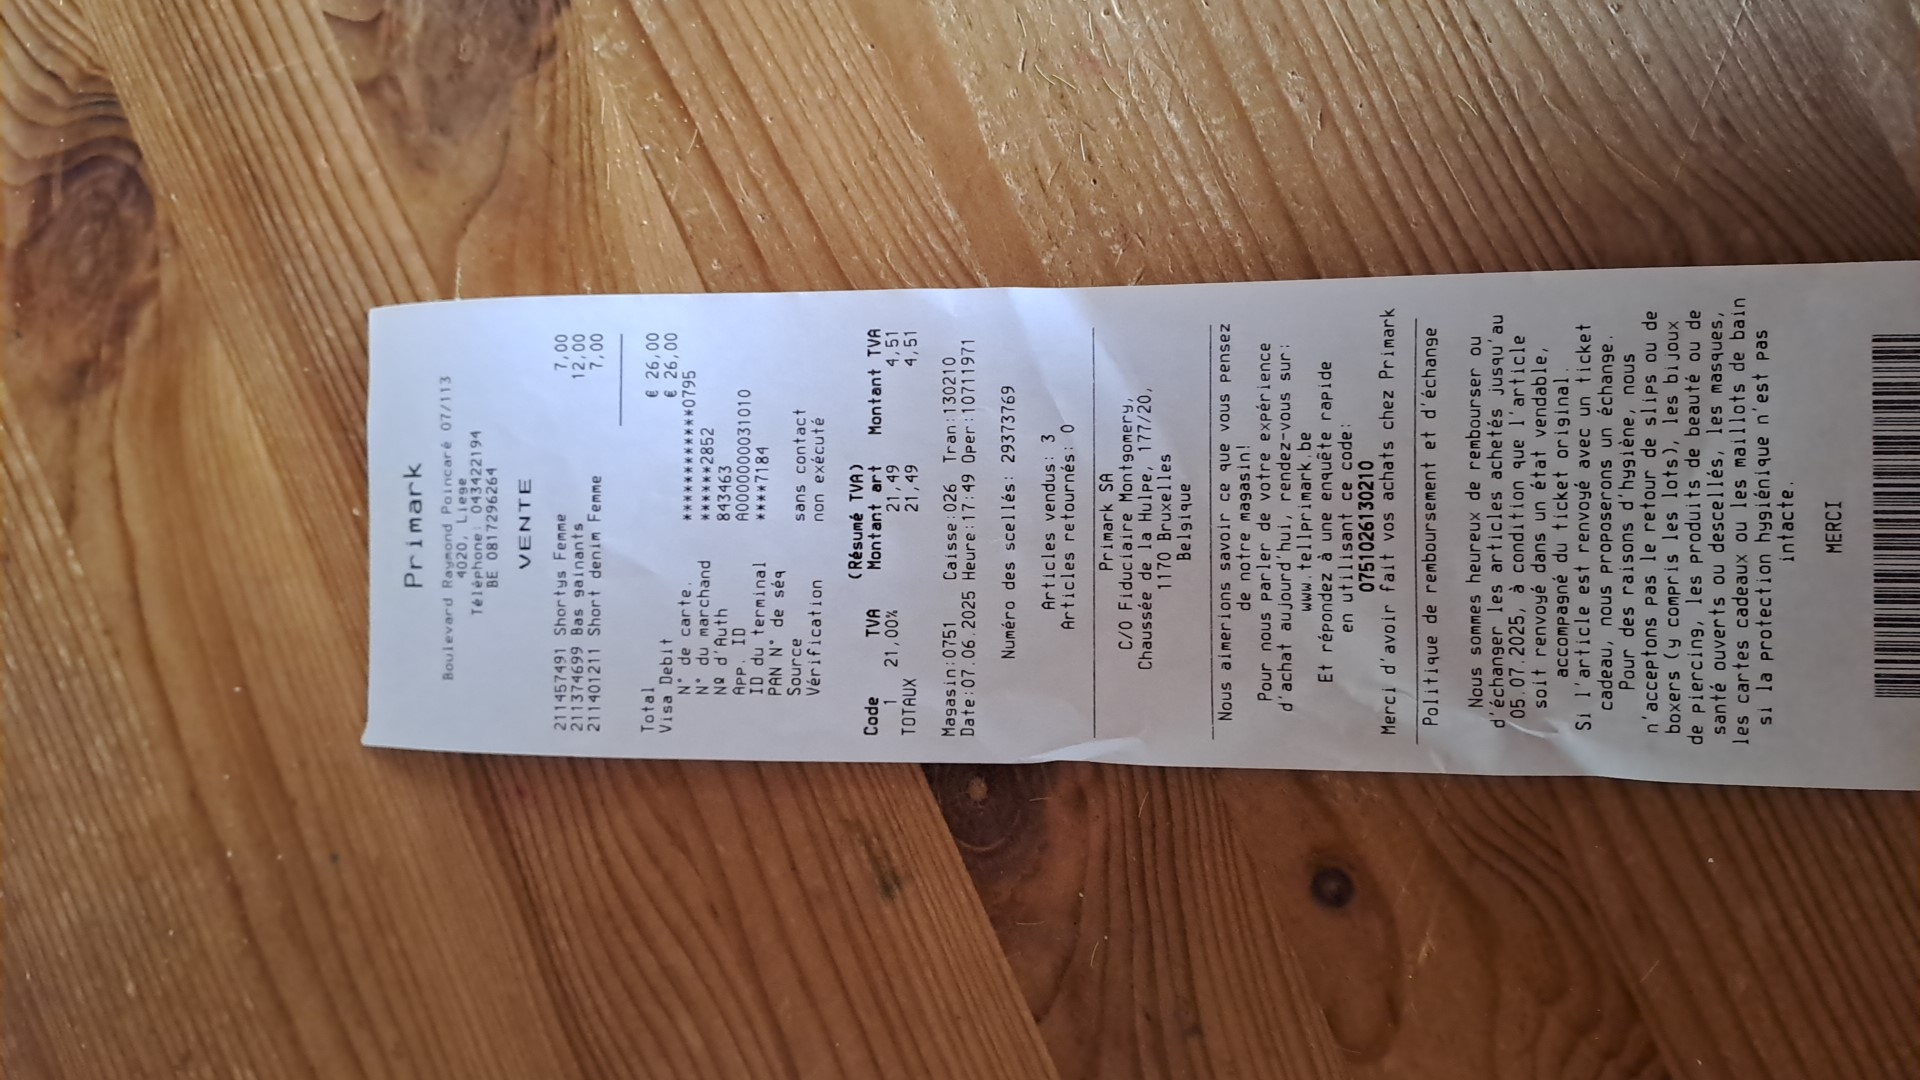 Primark
Boulevard Raymond Poincaré 07/13
4020, Liege
Téléphone: 043422194
BE 0817296264
VENTE
211457491 Shortys Femme 7,00
211374699 Bas gainants 12,00
211401211 Short denim Femme 7,00
Total € 26,00
Visa Debit € 26,00
N° de carte. ************0795
N° du marchand ******2852
Nº d'Auth 843463
App. ID A0000000031010
ID du terminal ****7184
PAN N° de séq
Source sans contact
Vérification non exécuté
(Résumé TVA)
Code TVA Montant art Montant TVA
1 21,00% 21,49 4,51
TOTAUX 21,49 4,51
Magasin:0751 Caisse:026 Tran:130210
Date:07.06.2025 Heure:17:49 Oper:10711971
Numéro des scellés: 29373769
Articles vendus: 3
Articles retournés: 0
Primark SA
C/O Fiduciaire Montgomery,
Chaussée de la Hulpe, 177/20,
1170 Bruxelles
Belgique
Nous aimerions savoir ce que vous pensez
de notre magasin!
Pour nous parler de votre expérience
d'achat aujourd'hui, rendez-vous sur:
www.tellprimark.be
Et répondez à une enquête rapide
en utilisant ce code:
0751026130210
Merci d'avoir fait vos achats chez Primark
Politique de remboursement et d'échange
Nous sommes heureux de rembourser ou
d'échanger les articles achetés jusqu'au
05.07.2025, à condition que l'article
soit renvoyé dans un état vendable,
accompagné du ticket original.
Si l'article est renvoyé avec un ticket
cadeau, nous proposerons un échange.
Pour des raisons d'hygiène, nous
n'acceptons pas le retour de slips ou de
boxers (y compris les lots), les bijoux
de piercing, les produits de beauté ou de
santé ouverts ou descellés, les masques,
les cartes cadeaux ou les maillots de bain
si la protection hygiénique n'est pas
intacte.
MERCI